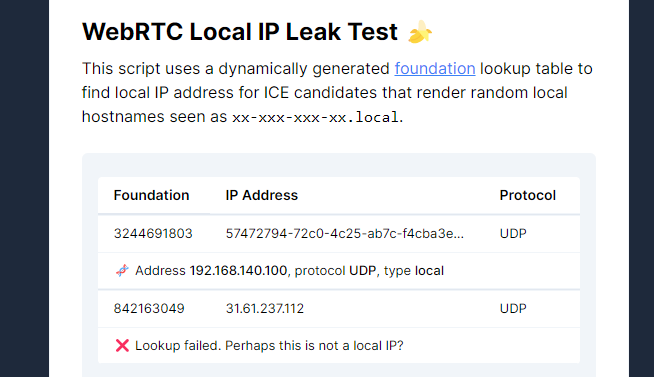 WebRTC Local IP Leak Test 🍌
This script uses a dynamically generated foundation lookup table to
find local IP address for ICE candidates that render random local
hostnames seen as xx-xxx-xxx-xx.local.
Foundation IP Address Protocol
3244691803 57472794-72c0-4c25-ab7c-f4cba3e... UDP
🧬 Address 192.168.140.100, protocol UDP, type local
842163049 31.61.237.112 UDP
❌ Lookup failed. Perhaps this is not a local IP?